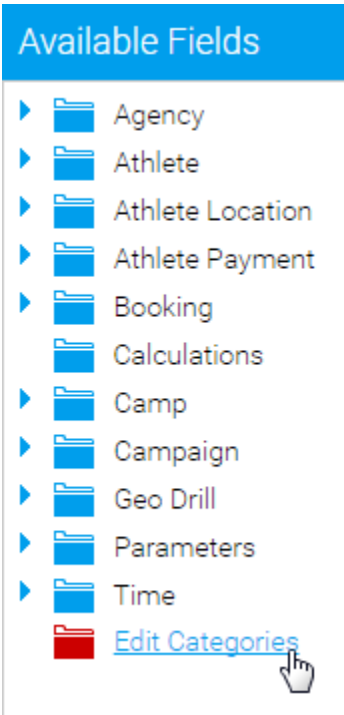 Available Fields
Agency
Athlete
Athlete Location
Athlete Payment
Booking
Calculations
Camp
Campaign
Geo Drill
Parameters
Time
Edit Categories